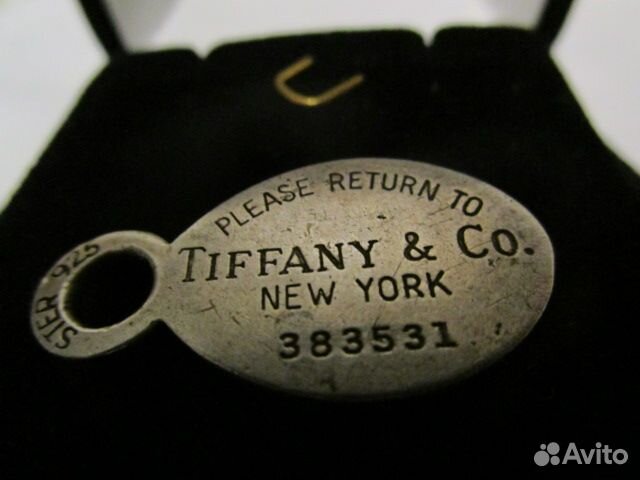 PLEASE RETURN TO
TIFFANY & Co.
NEW YORK
383531
STER 925
Avito